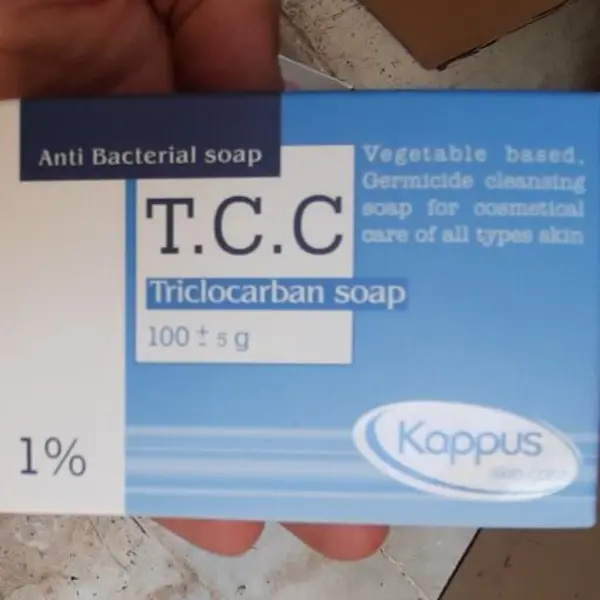 Anti Bacterial soap
T.C.C
Triclocarban soap
100 ± 5 g
Vegetable based,
Germicide cleansing
soap for cosmetical
care of all types skin
1%
Kappus